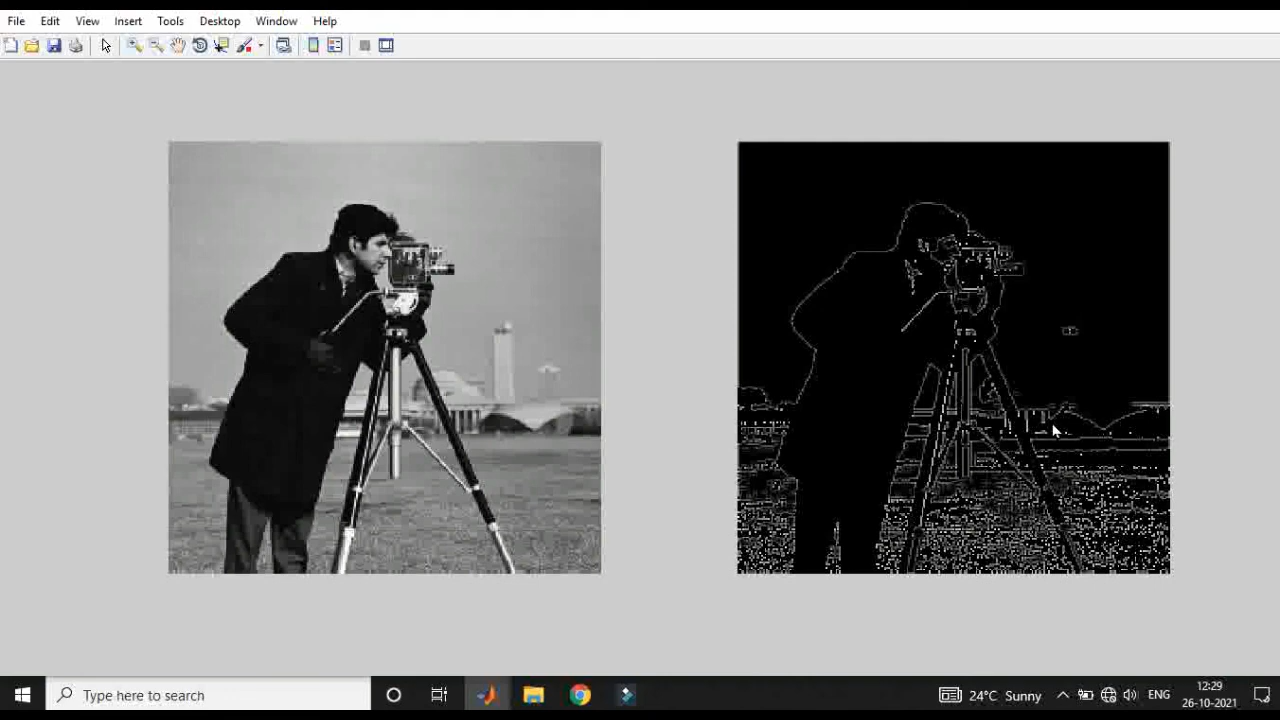 File Edit View Insert Tools Desktop Window Help
Type here to search
24°C Sunny
ENG
12:29
26-10-2021